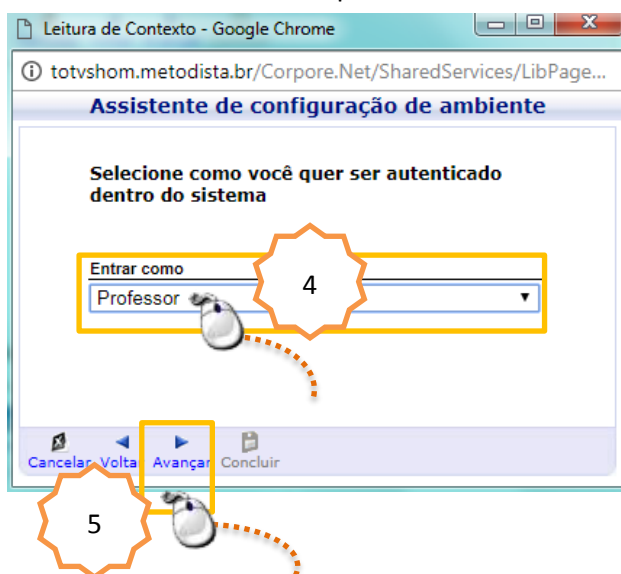 Leitura de Contexto - Google Chrome
totvshom.metodista.br/Corpore.Net/SharedServices/LibPage...
Assistente de configuração de ambiente
Selecione como você quer ser autenticado
dentro do sistema
Entrar como
4
Professor
Cancelar Voltar Avançar Concluir
5